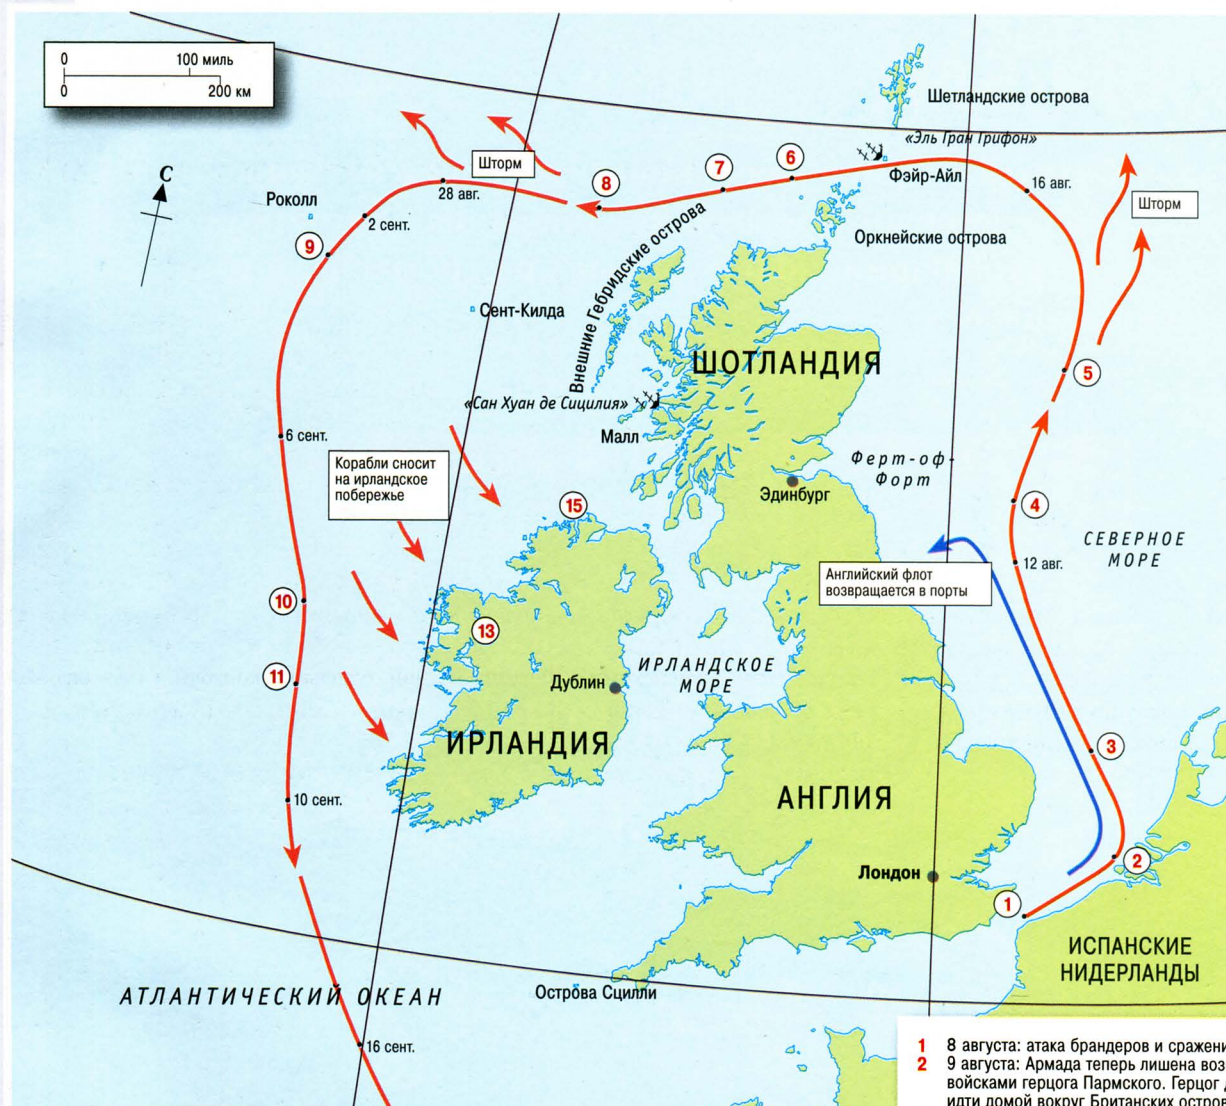 0 100 миль
0 200 км
С
Шетландские острова
«Эль Гран Грифон»
Фэйр-Айл
Шторм
6
7
8
28 авг.
16 авг.
Роколл
2 сент.
9
Шторм
Оркнейские острова
Внешние Гебридские острова
Сент-Килда
ШОТЛАНДИЯ
5
«Сан Хуан де Сицилия»
Малл
6 сент.
Корабли сносит
на ирландское
побережье
Ферт-оф-
Форт
Эдинбург
15
4
СЕВЕРНОЕ
МОРЕ
12 авг.
Английский флот
возвращается в порты
10
13
11
ИРЛАНДСКОЕ
МОРЕ
Дублин
ИРЛАНДИЯ
3
10 сент.
АНГЛИЯ
Лондон
2
1
ИСПАНСКИЕ
НИДЕРЛАНДЫ
АТЛАНТИЧЕСКИЙ ОКЕАН
Острова Сцилли
16 сент.
1 8 августа: атака брандеров и сражени
2 9 августа: Армада теперь лишена воз
войсками герцога Пармского. Герцог
идти домой вокруг Британских остров